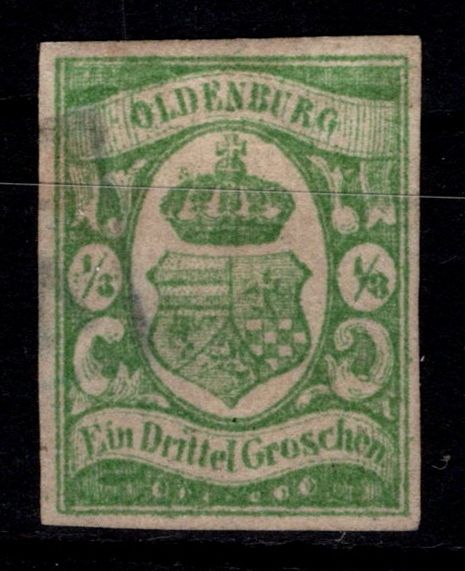 OLDENBURG
1/3 1/3
Ein Drittel Groschen